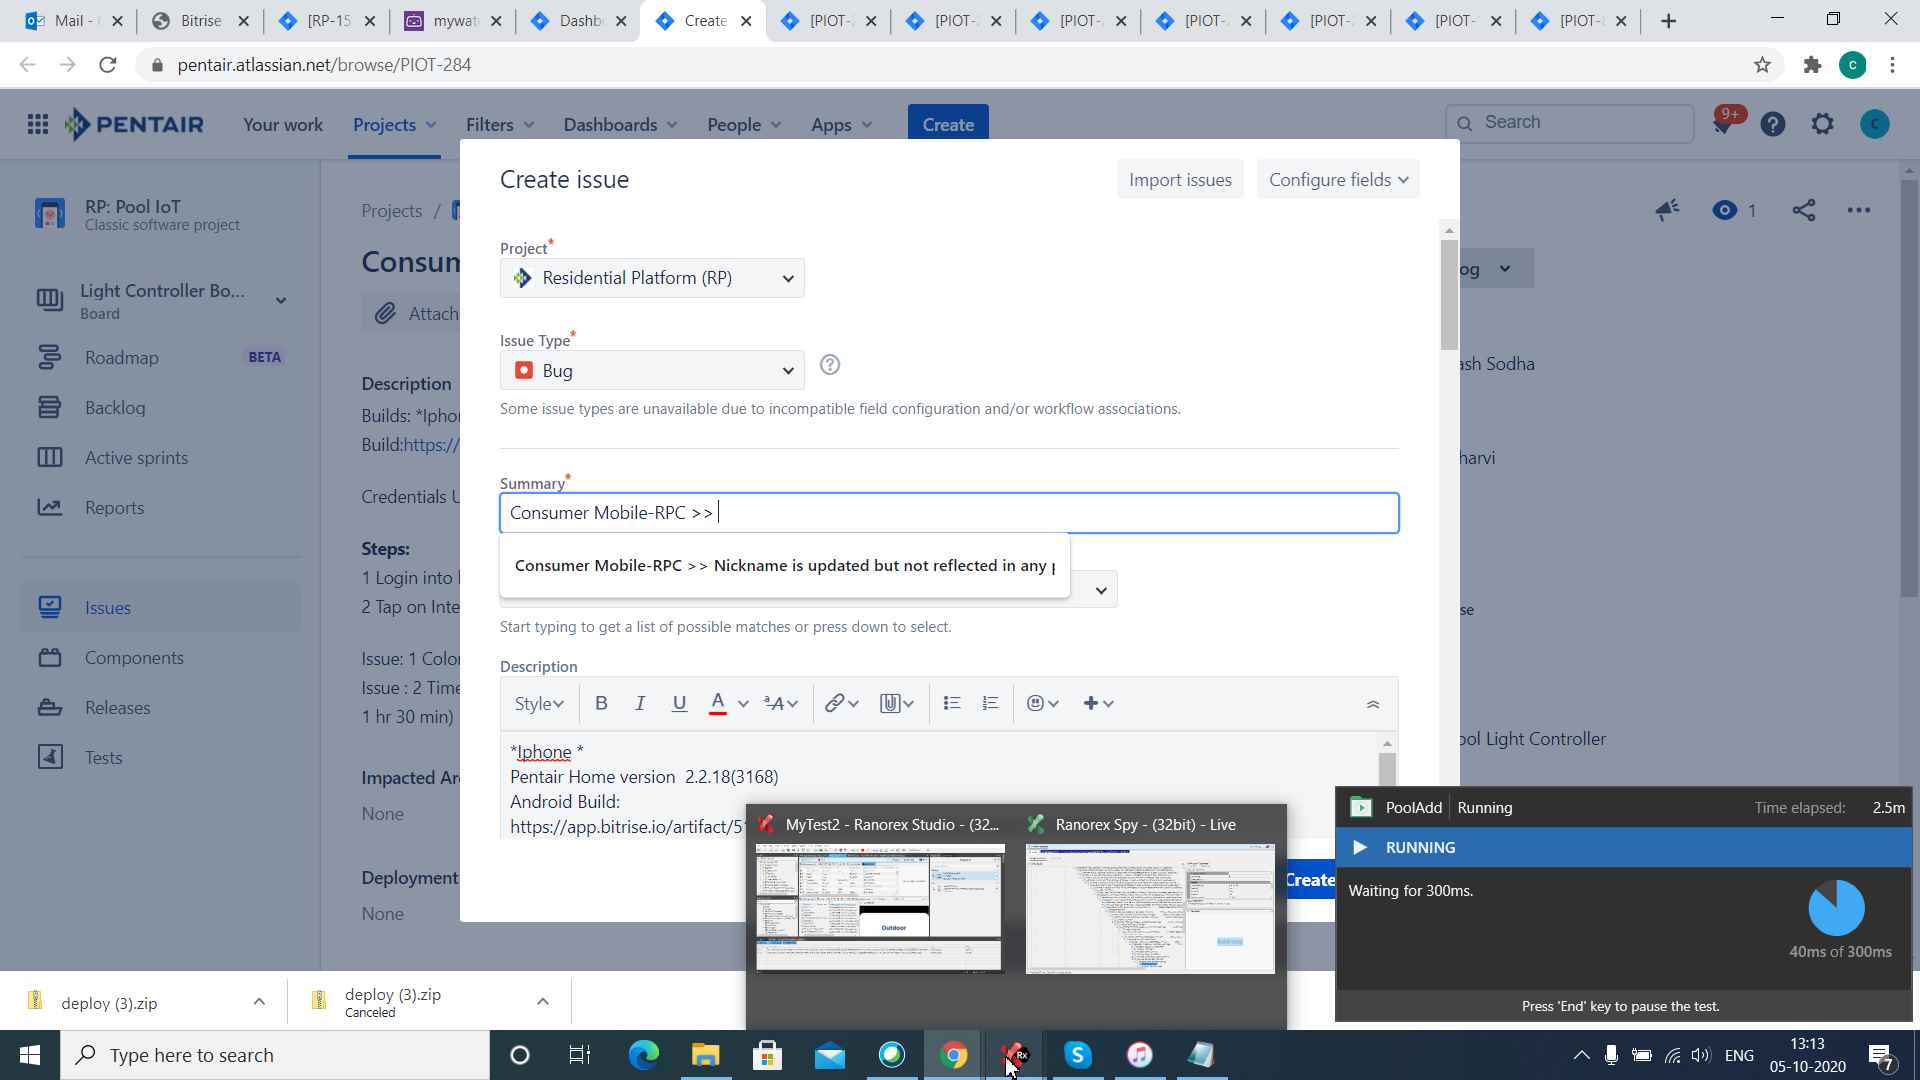 Mail -
Bitrise
[RP-15
mywat
Dashb
Create
[PIOT-
[PIOT-
[PIOT-
[PIOT-
[PIOT-
[PIOT-
[PIOT-
pentair.atlassian.net/browse/PIOT-284
C
PENTAIR
Your work
Projects
Filters
Dashboards
People
Apps
Create
Search
9+
C
RP: Pool IoT
Classic software project
Light Controller Bo...
Board
Roadmap
BETA
Backlog
Active sprints
Reports
Issues
Components
Releases
Tests
Projects /
Consum
Attach
Description
Builds: *Iphon
Build:https://
Credentials U
Steps:
1 Login into
2 Tap on Inte
Issue: 1 Color
Issue : 2 Time
1 hr 30 min)
Impacted Are
None
Deployment
None
Create issue
Import issues
Configure fields
Project*
Residential Platform (RP)
Issue Type*
Bug
Some issue types are unavailable due to incompatible field configuration and/or workflow associations.
Summary*
Consumer Mobile-RPC >>
Consumer Mobile-RPC >> Nickname is updated but not reflected in any p
Start typing to get a list of possible matches or press down to select.
Description
Style
B
I
U
A
ªA
*Iphone *
Pentair Home version 2.2.18(3168)
Android Build:
https://app.bitrise.io/artifact/51
Create
1
og
ash Sodha
harvi
se
ool Light Controller
MyTest2 - Ranorex Studio - (32...
Ranorex Spy - (32bit) - Live
Outdoor
PoolAdd
Running
Time elapsed:
2.5m
RUNNING
Waiting for 300ms.
40ms of 300ms
Press 'End' key to pause the test.
deploy (3).zip
deploy (3).zip
Canceled
Type here to search
Rx
S
ENG
13:13
05-10-2020
7